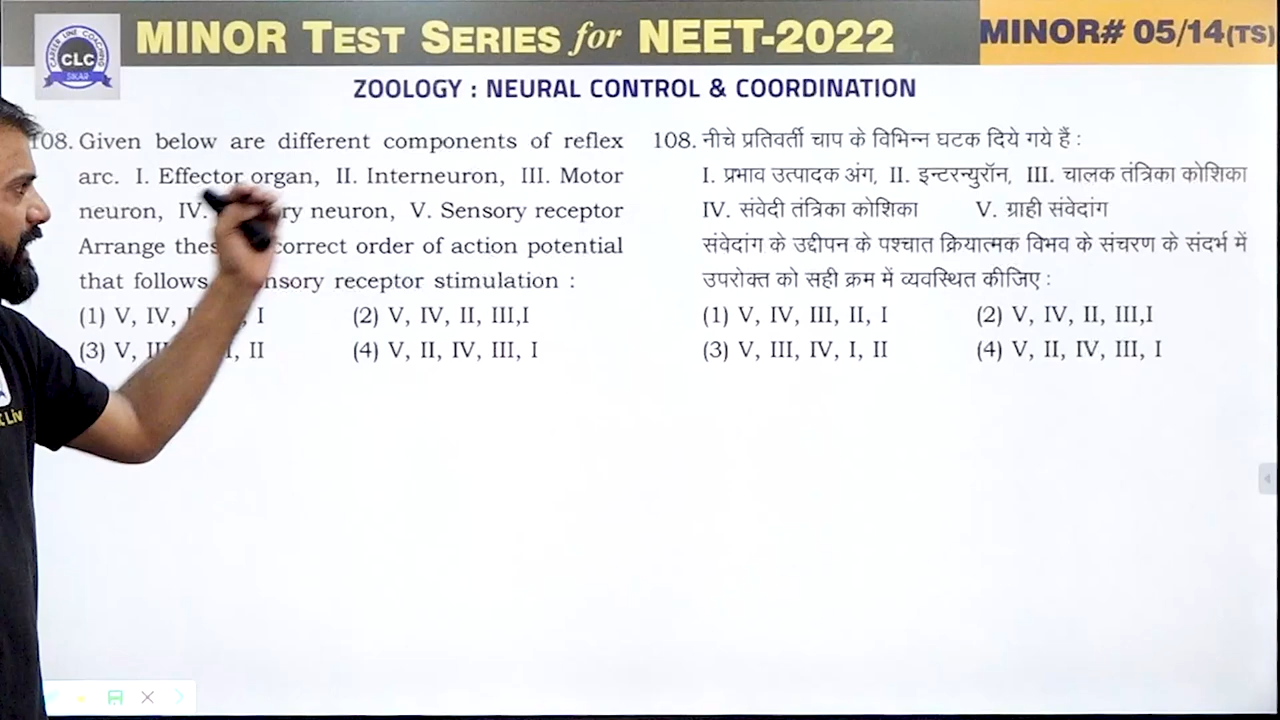 MINOR TEST SERIES for NEET-2022
MINOR# 05/14(TS)
CLC
SIKAR
ZOOLOGY : NEURAL CONTROL & COORDINATION
108. Given below are different components of reflex
arc. I. Effector organ, II. Interneuron, III. Motor
neuron, IV. neuron, V. Sensory receptor
Arrange correct order of action potential
that follows receptor stimulation :
(1) V, IV, I
(2) V, IV, II, III,I
(3) V, II
(4) V, II, IV, III, I
108. नीचे प्रतिवर्ती चाप के विभिन्न घटक दिये गये हैं :
I. प्रभाव उत्पादक अंग, II. इन्टरन्युरॉन, III. चालक तंत्रिका कोशिका
IV. संवेदी तंत्रिका कोशिका V. ग्राही संवेदांग
संवेदांग के उद्दीपन के पश्चात क्रियात्मक विभव के संचरण के संदर्भ में
उपरोक्त को सही क्रम में व्यवस्थित कीजिए :
(1) V, IV, III, II, I
(2) V, IV, II, III,I
(3) V, III, IV, I, II
(4) V, II, IV, III, I